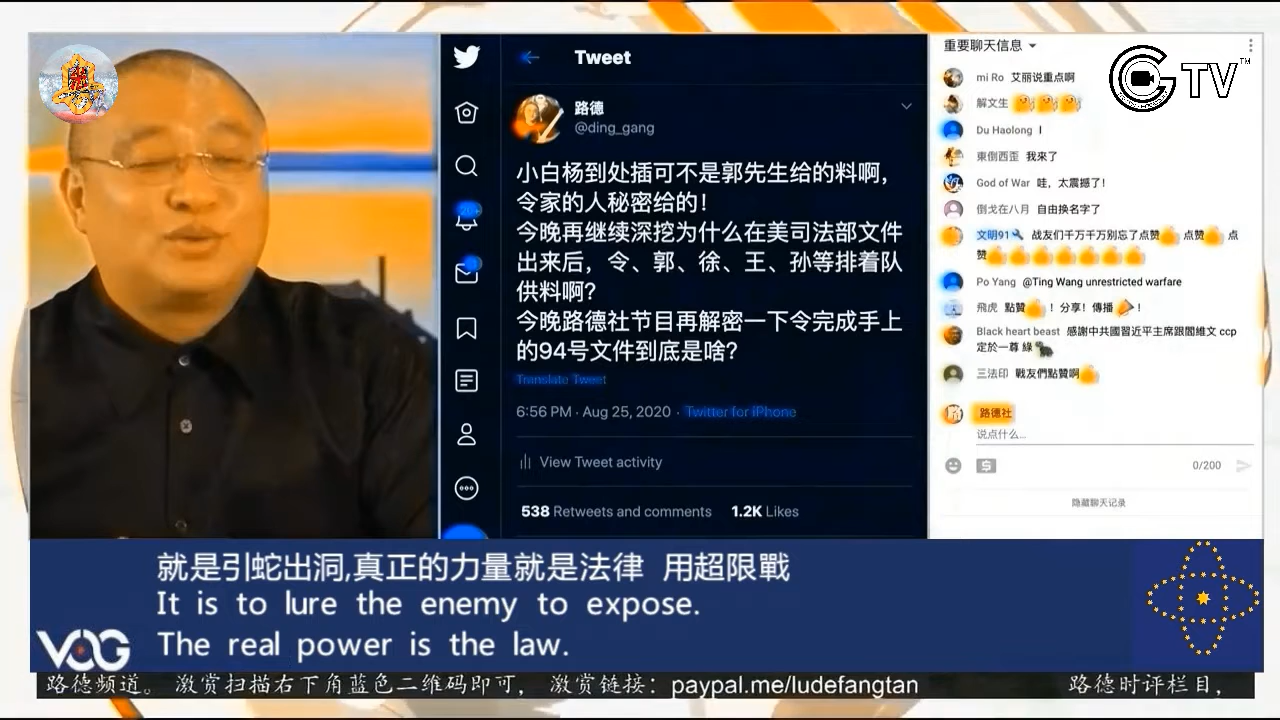 Tweet
路德
@ding_gang
小白杨到处插可不是郭先生给的料啊，
令家的人秘密给的！
今晚再继续深挖为什么在美司法部文件
出来后，令、郭、徐、王、孙等排着队
供料啊？
今晚路德社节目再解密一下令完成手上
的94号文件到底是啥？
Translate Tweet
6:56 PM · Aug 25, 2020 · Twitter for iPhone
View Tweet activity
538 Retweets and comments 1.2K Likes
重要聊天信息
GTV™
mi Ro 艾丽说重点啊
解文生
Du Haolong I
東倒西歪 我來了
God of War 哇，太震撼了！
倒戈在八月 自由换名字了
文明91 战友们千万千万别忘了点赞 点赞 点
赞
Po Yang @Ting Wang unrestricted warfare
飛虎 點贊！分享！傳播！
Black heart beast 感謝中共國習近平主席跟閻維文 ccp
定於一尊 綠
三法印 戰友們點贊啊
路德社
说点什么...
0/200
隐藏聊天记录
就是引蛇出洞,真正的力量就是法律 用超限戰
It is to lure the enemy to expose.
The real power is the law.
VOG
路德频道。 激赏扫描右下角蓝色二维码即可， 激赏链接：paypal.me/ludefangtan 路德时评栏目，